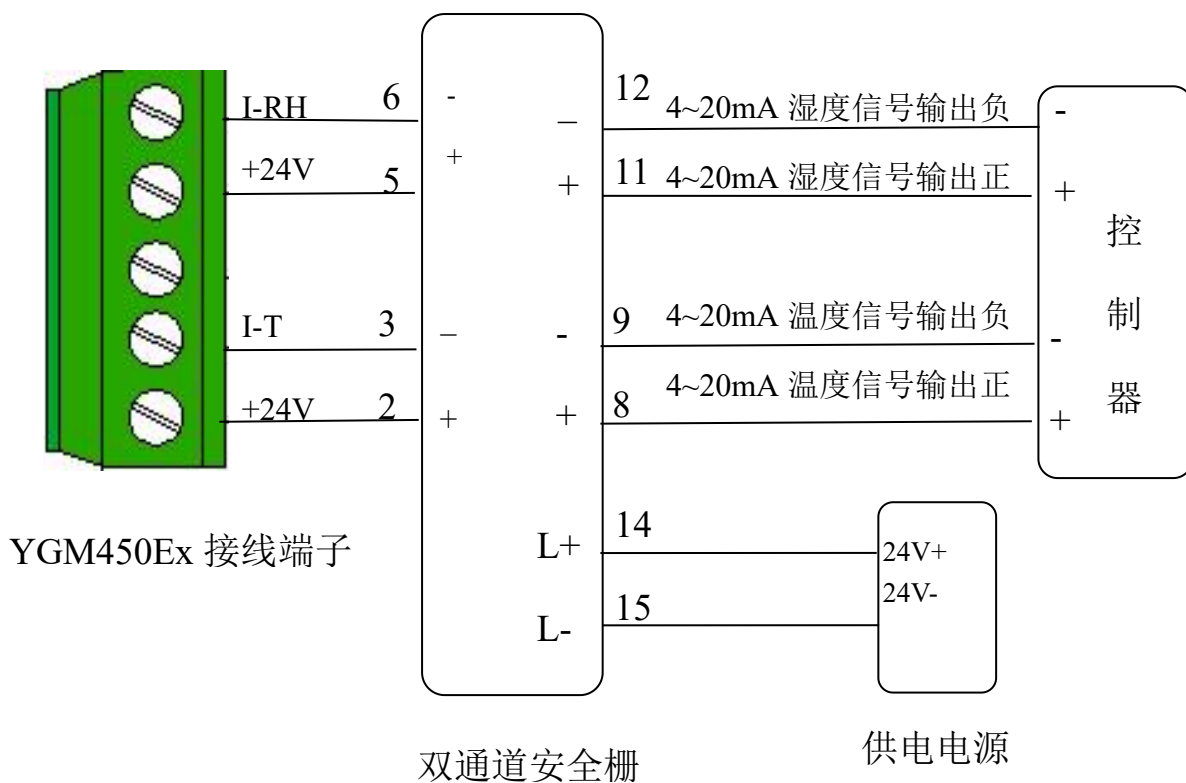 I-RH 6 - 12 4~20mA 湿度信号输出负 -
+24V 5 + 11 4~20mA 湿度信号输出正 +
I-T 3 - 9 4~20mA 温度信号输出负 -
+24V 2 + 8 4~20mA 温度信号输出正 +
控
制
器
L+ 14 24V+
L- 15 24V-
YGM450Ex 接线端子
双通道安全栅
供电电源